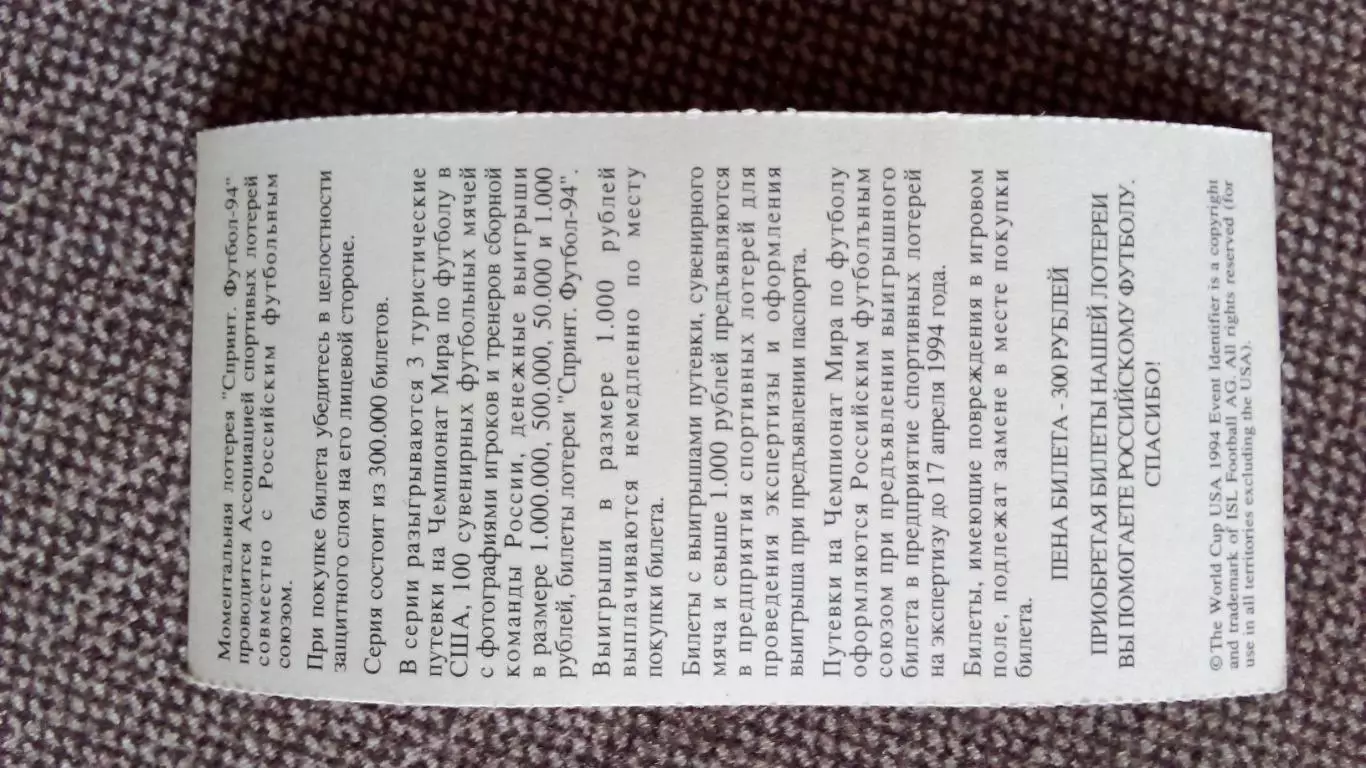 Моментальная лотерея "Спринт. Футбол-94"
проводится Ассоциацией спортивных лотерей
совместно с Российским футбольным
союзом.
При покупке билета убедитесь в целостности
защитного слоя на его лицевой стороне.
Серия состоит из 300.000 билетов.
В серии разыгрываются 3 туристические
путевки на Чемпионат Мира по футболу в
США, 100 сувенирных футбольных мячей
с фотографиями игроков и тренеров сборной
команды России, денежные выигрыши
в размере 1.000.000, 500.000, 50.000 и 1.000
рублей, билеты лотереи "Спринт. Футбол-94".
Выигрыши в размере 1.000 рублей
выплачиваются немедленно по месту
покупки билета.
Билеты с выигрышами путевки, сувенирного
мяча и свыше 1.000 рублей предъявляются
в предприятия спортивных лотерей для
проведения экспертизы и оформления
выигрыша при предъявлении паспорта.
Путевки на Чемпионат Мира по футболу
оформляются Российским футбольным
союзом при предъявлении выигрышного
билета в предприятие спортивных лотерей
на экспертизу до 17 апреля 1994 года.
Билеты, имеющие повреждения в игровом
поле, подлежат замене в месте покупки
билета.
ЦЕНА БИЛЕТА - 300 РУБЛЕЙ
ПРИОБРЕТАЯ БИЛЕТЫ НАШЕЙ ЛОТЕРЕИ
ВЫ ПОМОГАЕТЕ РОССИЙСКОМУ ФУТБОЛУ.
СПАСИБО!
©The World Cup USA 1994 Event Identifier is a copyright
and trademark of ISL Football AG. All rights reserved (for
use in all territories excluding the USA).